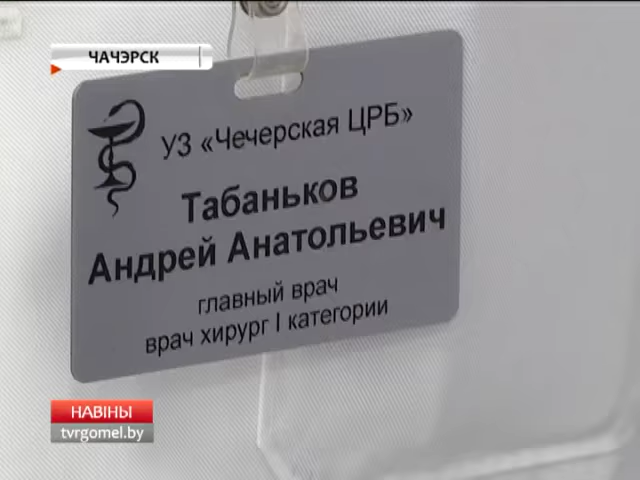 ЧАЧЭРСК
УЗ «Чечерская ЦРБ»
Табаньков
Андрей Анатольевич
главный врач
врач хирург I категории
НАВІНЫ
tvrgomel.by